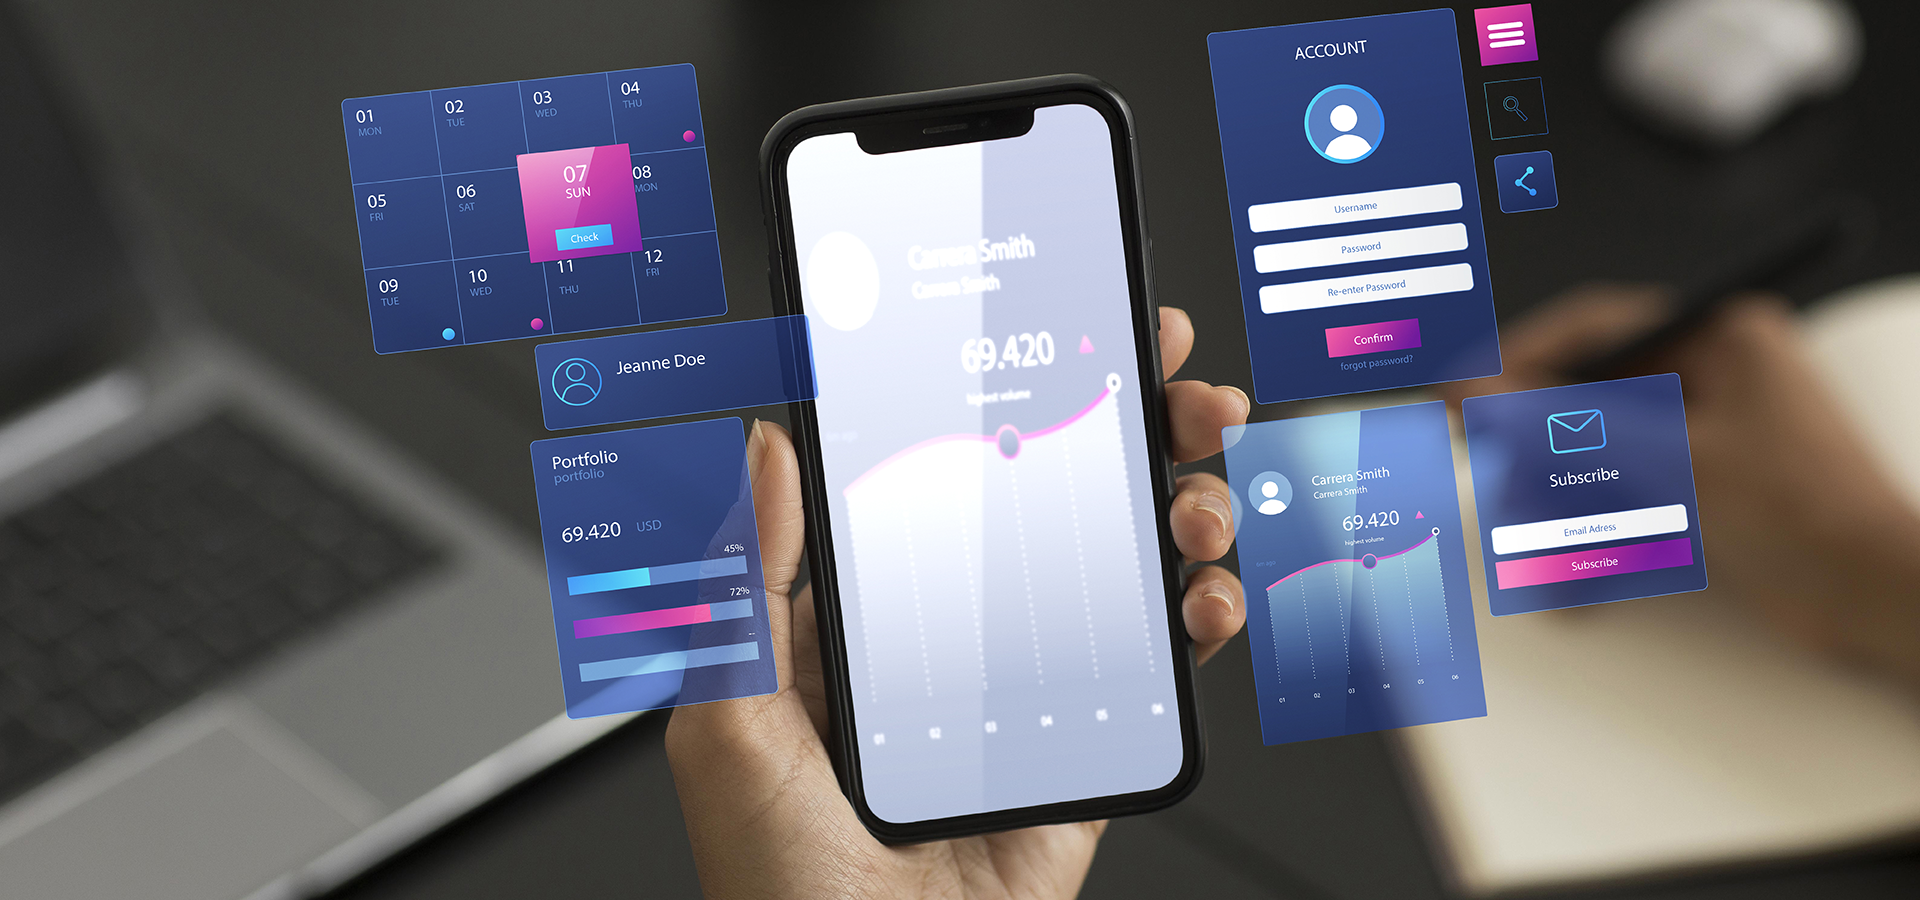 01
MON
02
TUE
03
WED
04
THU
05
FRI
06
SAT
07
SUN
Check
08
MON
09
TUE
10
WED
11
THU
12
FRI
Jeanne Doe
Portfolio
portfolio
69.420 USD
45%
72%
--
Carrera Smith
Carrera Smith
69.420
highest volume
01 02 03 04 05 06
ACCOUNT
Username
Password
Re-enter Password
Confirm
forgot password?
Carrera Smith
Carrera Smith
69.420
highest volume
01 02 03 04 05 06
Subscribe
Email Adress
Subscribe